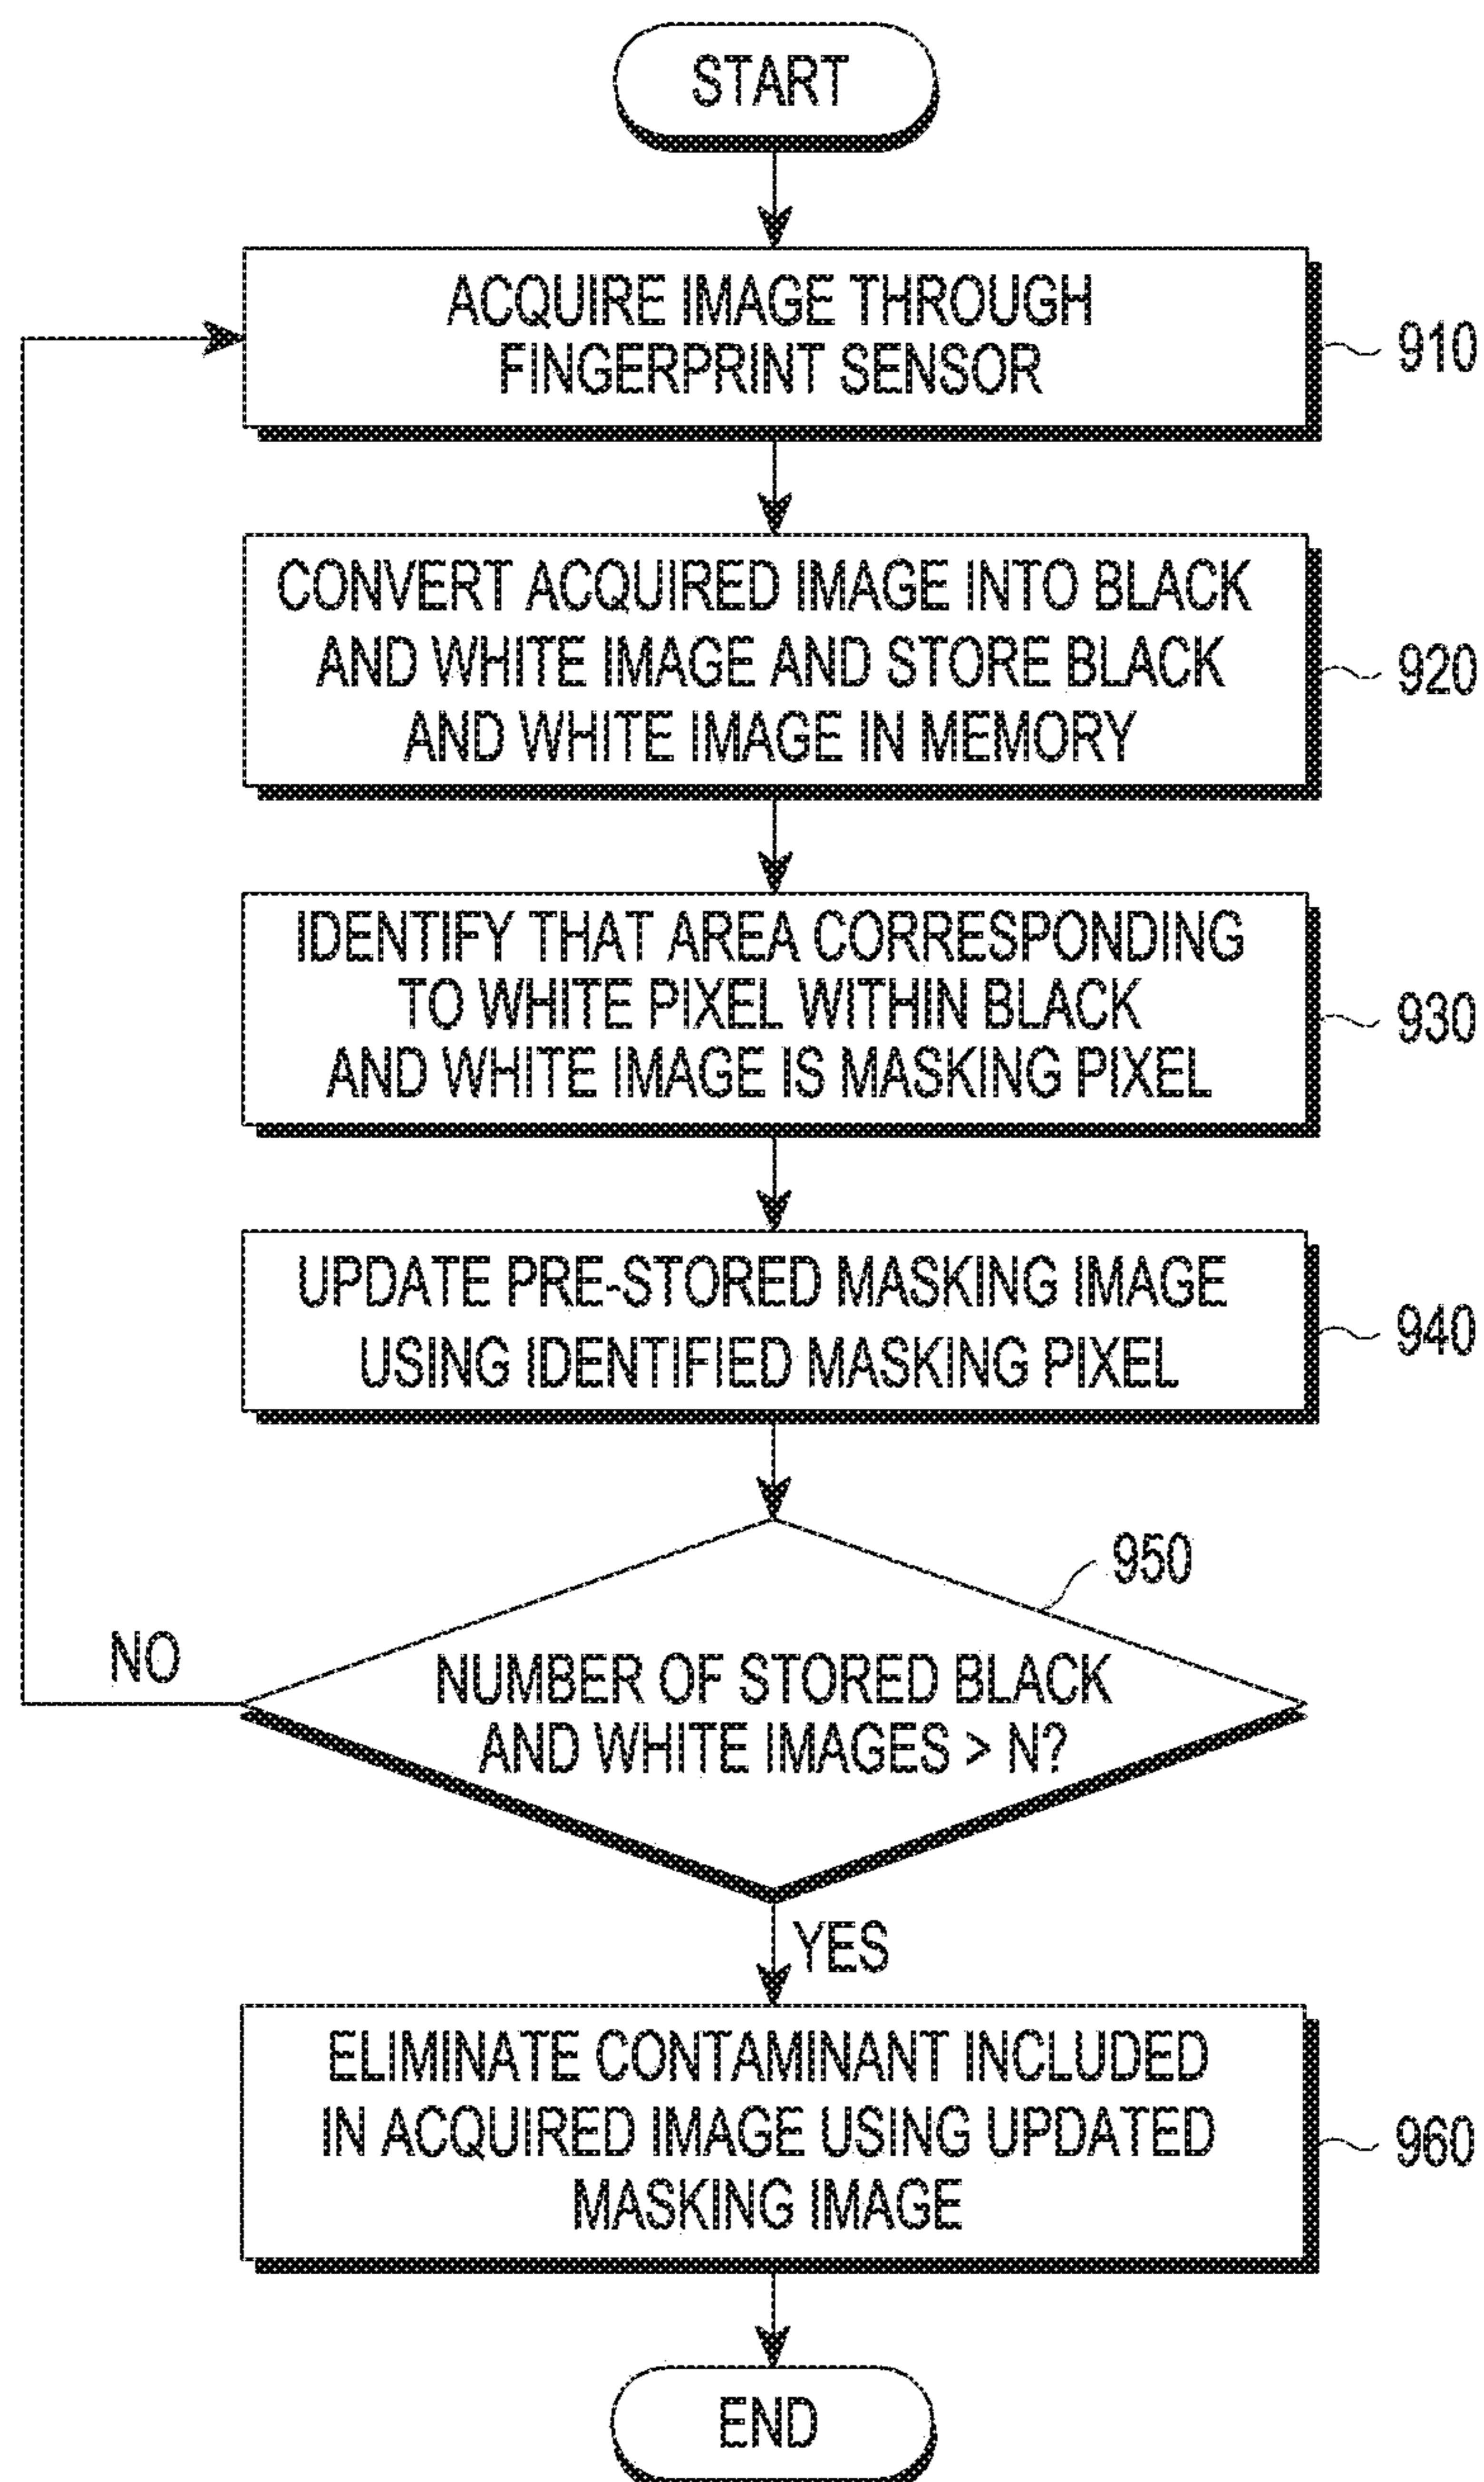 START
ACQUIRE IMAGE THROUGH
FINGERPRINT SENSOR
910
CONVERT ACQUIRED IMAGE INTO BLACK
AND WHITE IMAGE AND STORE BLACK
AND WHITE IMAGE IN MEMORY
920
IDENTIFY THAT AREA CORRESPONDING
TO WHITE PIXEL WITHIN BLACK
AND WHITE IMAGE IS MASKING PIXEL
930
UPDATE PRE-STORED MASKING IMAGE
USING IDENTIFIED MASKING PIXEL
940
950
NO
NUMBER OF STORED BLACK
AND WHITE IMAGES > N?
YES
ELIMINATE CONTAMINANT INCLUDED
IN ACQUIRED IMAGE USING UPDATED
MASKING IMAGE
960
END